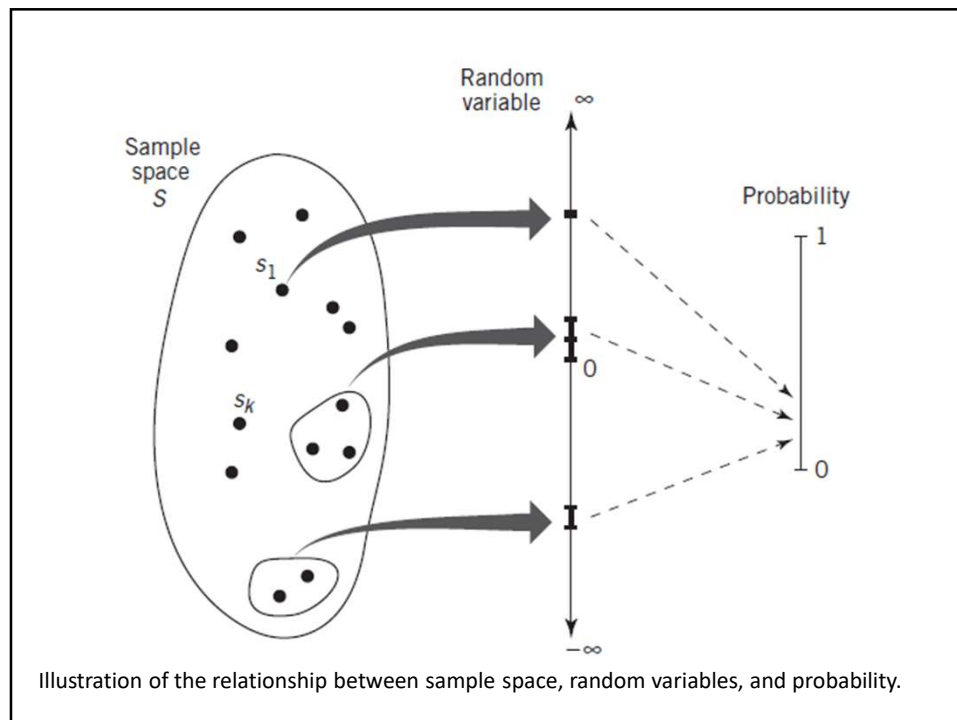 Random
variable
∞
Sample
space
S
Probability
1
s1
0
sk
0
−∞
Illustration of the relationship between sample space, random variables, and probability.